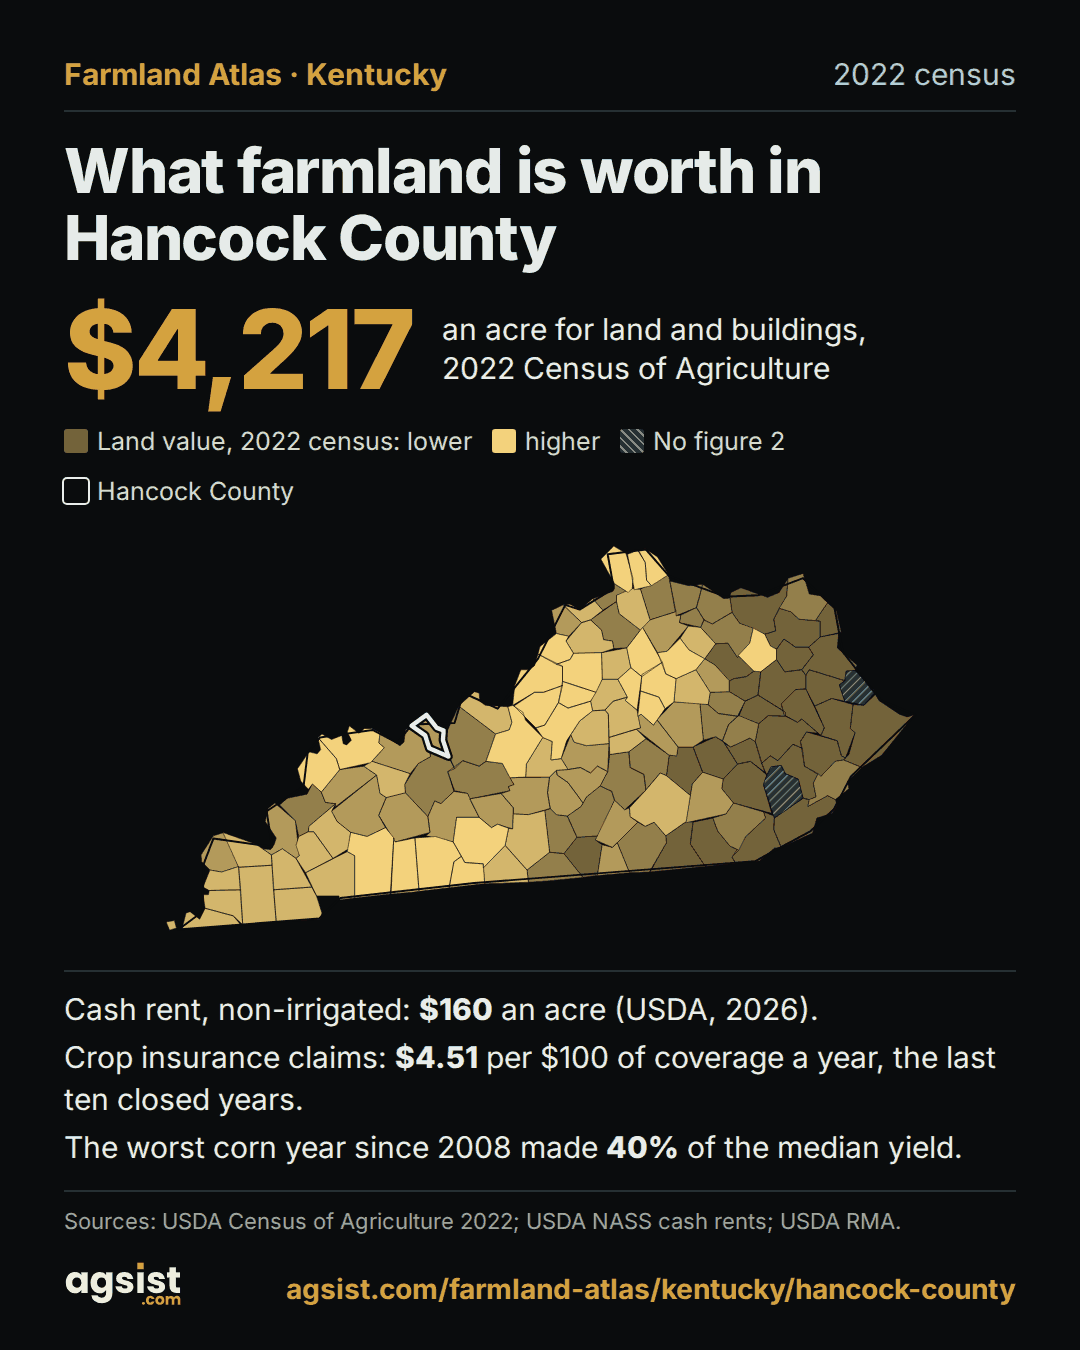 Farmland Atlas · Kentucky
2022 census
What farmland is worth in
Hancock County
$4,217
an acre for land and buildings,
2022 Census of Agriculture
Land value, 2022 census: lower
higher
No figure 2
Hancock County
Cash rent, non-irrigated: $160 an acre (USDA, 2026).
Crop insurance claims: $4.51 per $100 of coverage a year, the last
ten closed years.
The worst corn year since 2008 made 40% of the median yield.
Sources: USDA Census of Agriculture 2022; USDA NASS cash rents; USDA RMA.
agsist
.com
agsist.com/farmland-atlas/kentucky/hancock-county